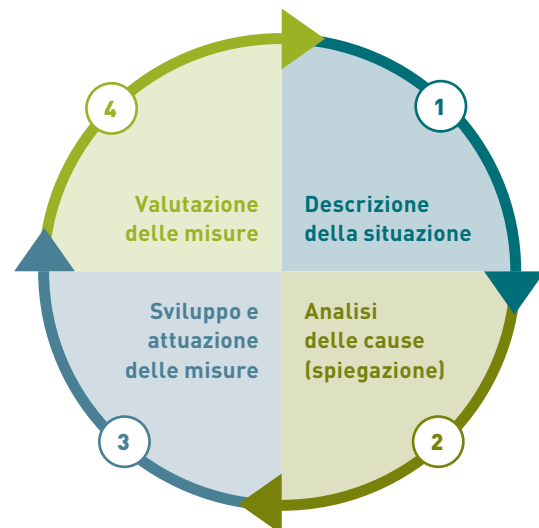 1
Descrizione
della situazione
2
Analisi
delle cause
(spiegazione)
3
Sviluppo e
attuazione
delle misure
4
Valutazione
delle misure